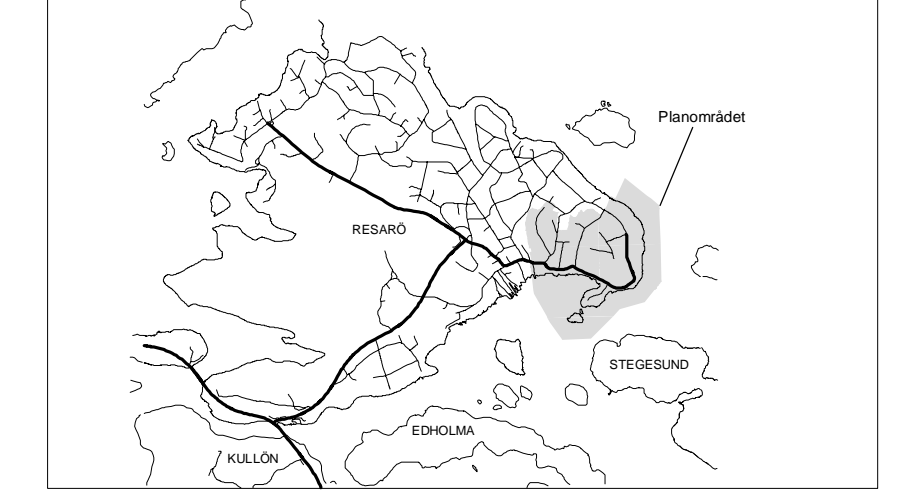 Planområdet
RESARÖ
STEGESUND
EDHOLMA
KULLÖN